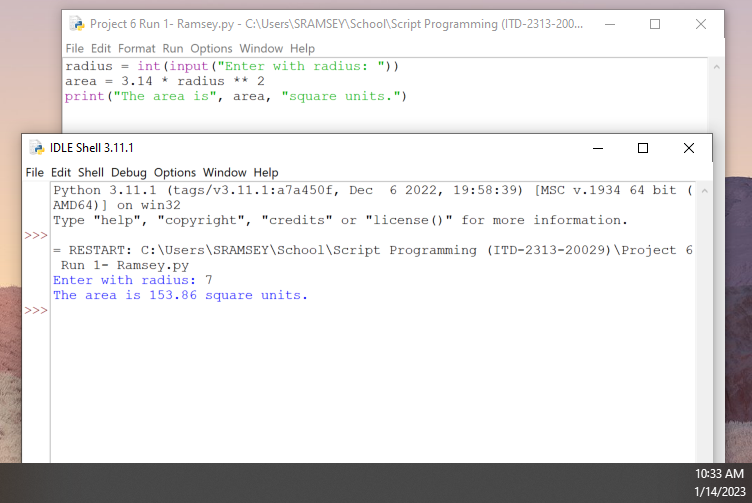 Project 6 Run 1- Ramsey.py - C:\Users\SRAMSEY\School\Script Programming (ITD-2313-200...
File Edit Format Run Options Window Help
radius = int(input("Enter with radius: "))
area = 3.14 * radius ** 2
print("The area is", area, "square units.")
IDLE Shell 3.11.1
File Edit Shell Debug Options Window Help
Python 3.11.1 (tags/v3.11.1:a7a450f, Dec  6 2022, 19:58:39) [MSC v.1934 64 bit (
AMD64)] on win32
Type "help", "copyright", "credits" or "license()" for more information.
>>>
= RESTART: C:\Users\SRAMSEY\School\Script Programming (ITD-2313-20029)\Project 6
Run 1- Ramsey.py
Enter with radius: 7
The area is 153.86 square units.
>>>
10:33 AM
1/14/2023